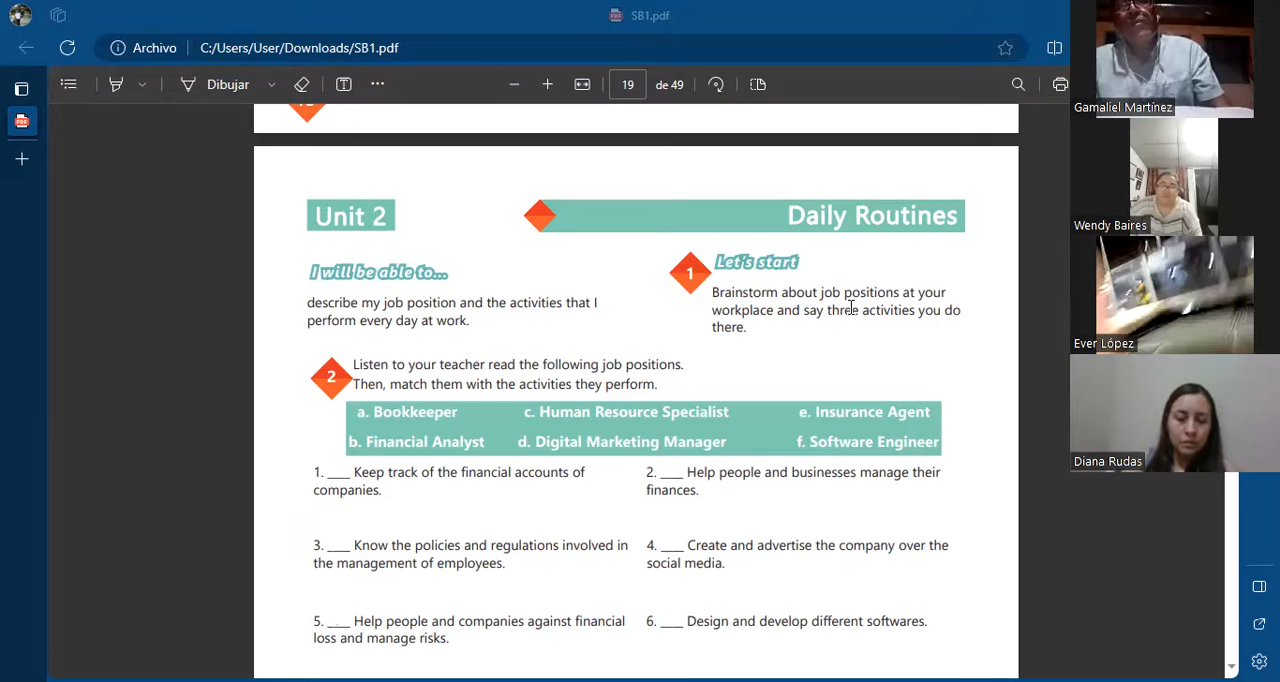 SB1.pdf
Archivo C:/Users/User/Downloads/SB1.pdf
Dibujar 19 de 49
Unit 2
Daily Routines
I will be able to...
describe my job position and the activities that I
perform every day at work.
1
Let's start
Brainstorm about job positions at your
workplace and say three activities you do
there.
2
Listen to your teacher read the following job positions.
Then, match them with the activities they perform.
a. Bookkeeper c. Human Resource Specialist e. Insurance Agent
b. Financial Analyst d. Digital Marketing Manager f. Software Engineer
1. ___ Keep track of the financial accounts of
companies.
2. ___ Help people and businesses manage their
finances.
3. ___ Know the policies and regulations involved in
the management of employees.
4. ___ Create and advertise the company over the
social media.
5. ___ Help people and companies against financial
loss and manage risks.
6. ___ Design and develop different softwares.
Gamaliel Martínez
Wendy Baires
Ever López
Diana Rudas